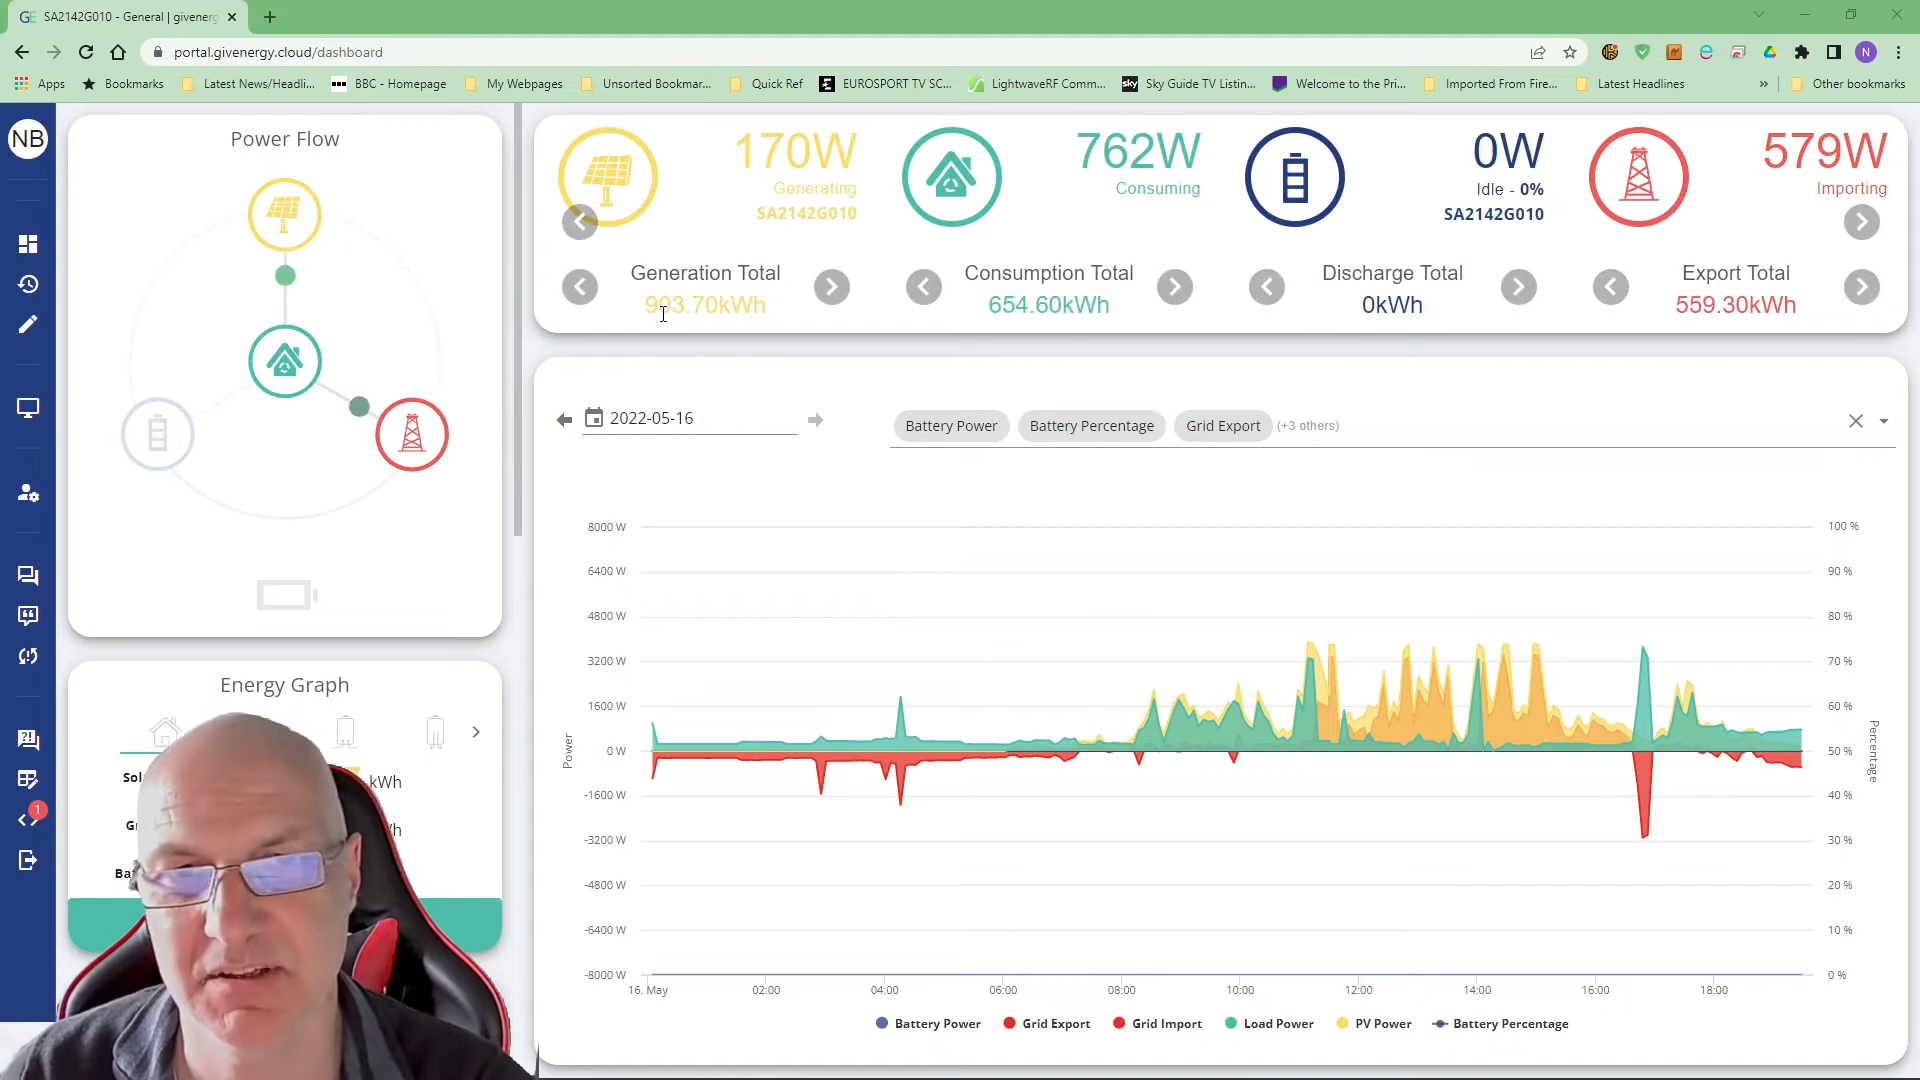 SA2142G010 - General | givenerg
portal.givenergy.cloud/dashboard
N
Apps Bookmarks Latest News/Headli... BBC - Homepage My Webpages Unsorted Bookmar... Quick Ref EUROSPORT TV SC... LightwaveRF Comm... sky Sky Guide TV Listin... Welcome to the Pri... Imported From Fire... Latest Headlines » Other bookmarks
NB
Power Flow
170W
Generating
SA2142G010
762W
Consuming
0W
Idle - 0%
SA2142G010
579W
Importing
Generation Total
903.70kWh
Consumption Total
654.60kWh
Discharge Total
0kWh
Export Total
559.30kWh
2022-05-16
Battery Power Battery Percentage Grid Export (+3 others)
8000 W 100 %
6400 W 90 %
4800 W 80 %
3200 W 70 %
1600 W 60 %
0 W 50 %
-1600 W 40 %
-3200 W 30 %
-4800 W 20 %
-6400 W 10 %
-8000 W 0 %
Power
Percentage
16. May 02:00 04:00 06:00 08:00 10:00 12:00 14:00 16:00 18:00
Battery Power Grid Export Grid Import Load Power PV Power Battery Percentage
Energy Graph
kWh
1